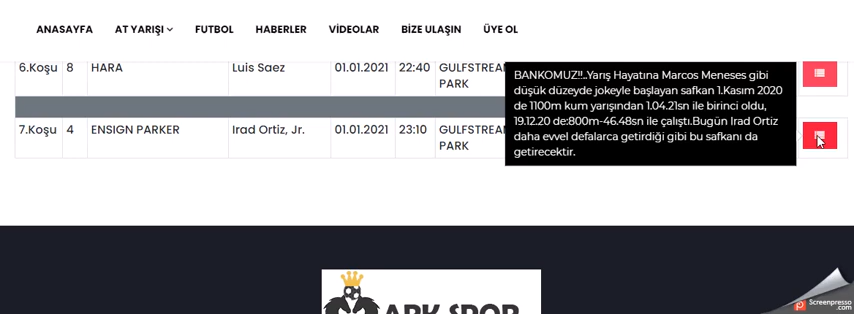 ANASAYFA AT YARIŞI FUTBOL HABERLER VİDEOLAR BİZE ULAŞIN ÜYE OL
6.Koşu 8 HARA Luis Saez 01.01.2021 22:40 GULFSTREAM
PARK
BANKOMUZ!!..Yarış Hayatına Marcos Meneses gibi
düşük düzeyde jokeyle başlayan safkan 1.Kasım 2020
de 1100m kum yarışından 1.04.21sn ile birinci oldu,
19.12.20 de:800m-46.48sn ile çalıştı.Bugün Irad Ortiz
daha evvel defalarca getirdiği gibi bu safkanı da
getirecektir.
7.Koşu 4 ENSIGN PARKER Irad Ortiz, Jr. 01.01.2021 23:10 GULFSTREAM
PARK
APK SPOR
Screenpresso
.com